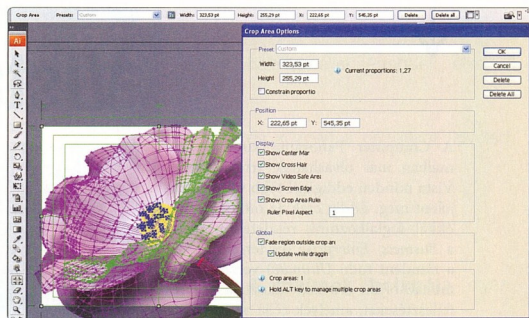 Crop Area Presets: Custom Width: 323,53 pt Height: 255,29 pt X: 222,65 pt Y: 545,35 pt Delete Delete all
Ai
Crop Area Options
Preset: Custom
Width: 323,53 pt
Height 255,29 pt
Current proportions: 1,27
Constrain proportio
OK
Cancel
Delete
Delete All
Position
X: 222,65 pt Y: 545,35 pt
Display
Show Center Mar
Show Cross Hair
Show Video Safe Area
Show Screen Edge
Show Crop Area Rule
Ruler Pixel Aspect 1
Global
Fade region outside crop are
Update while draggin
Crop areas: 1
Hold ALT key to manage multiple crop areas